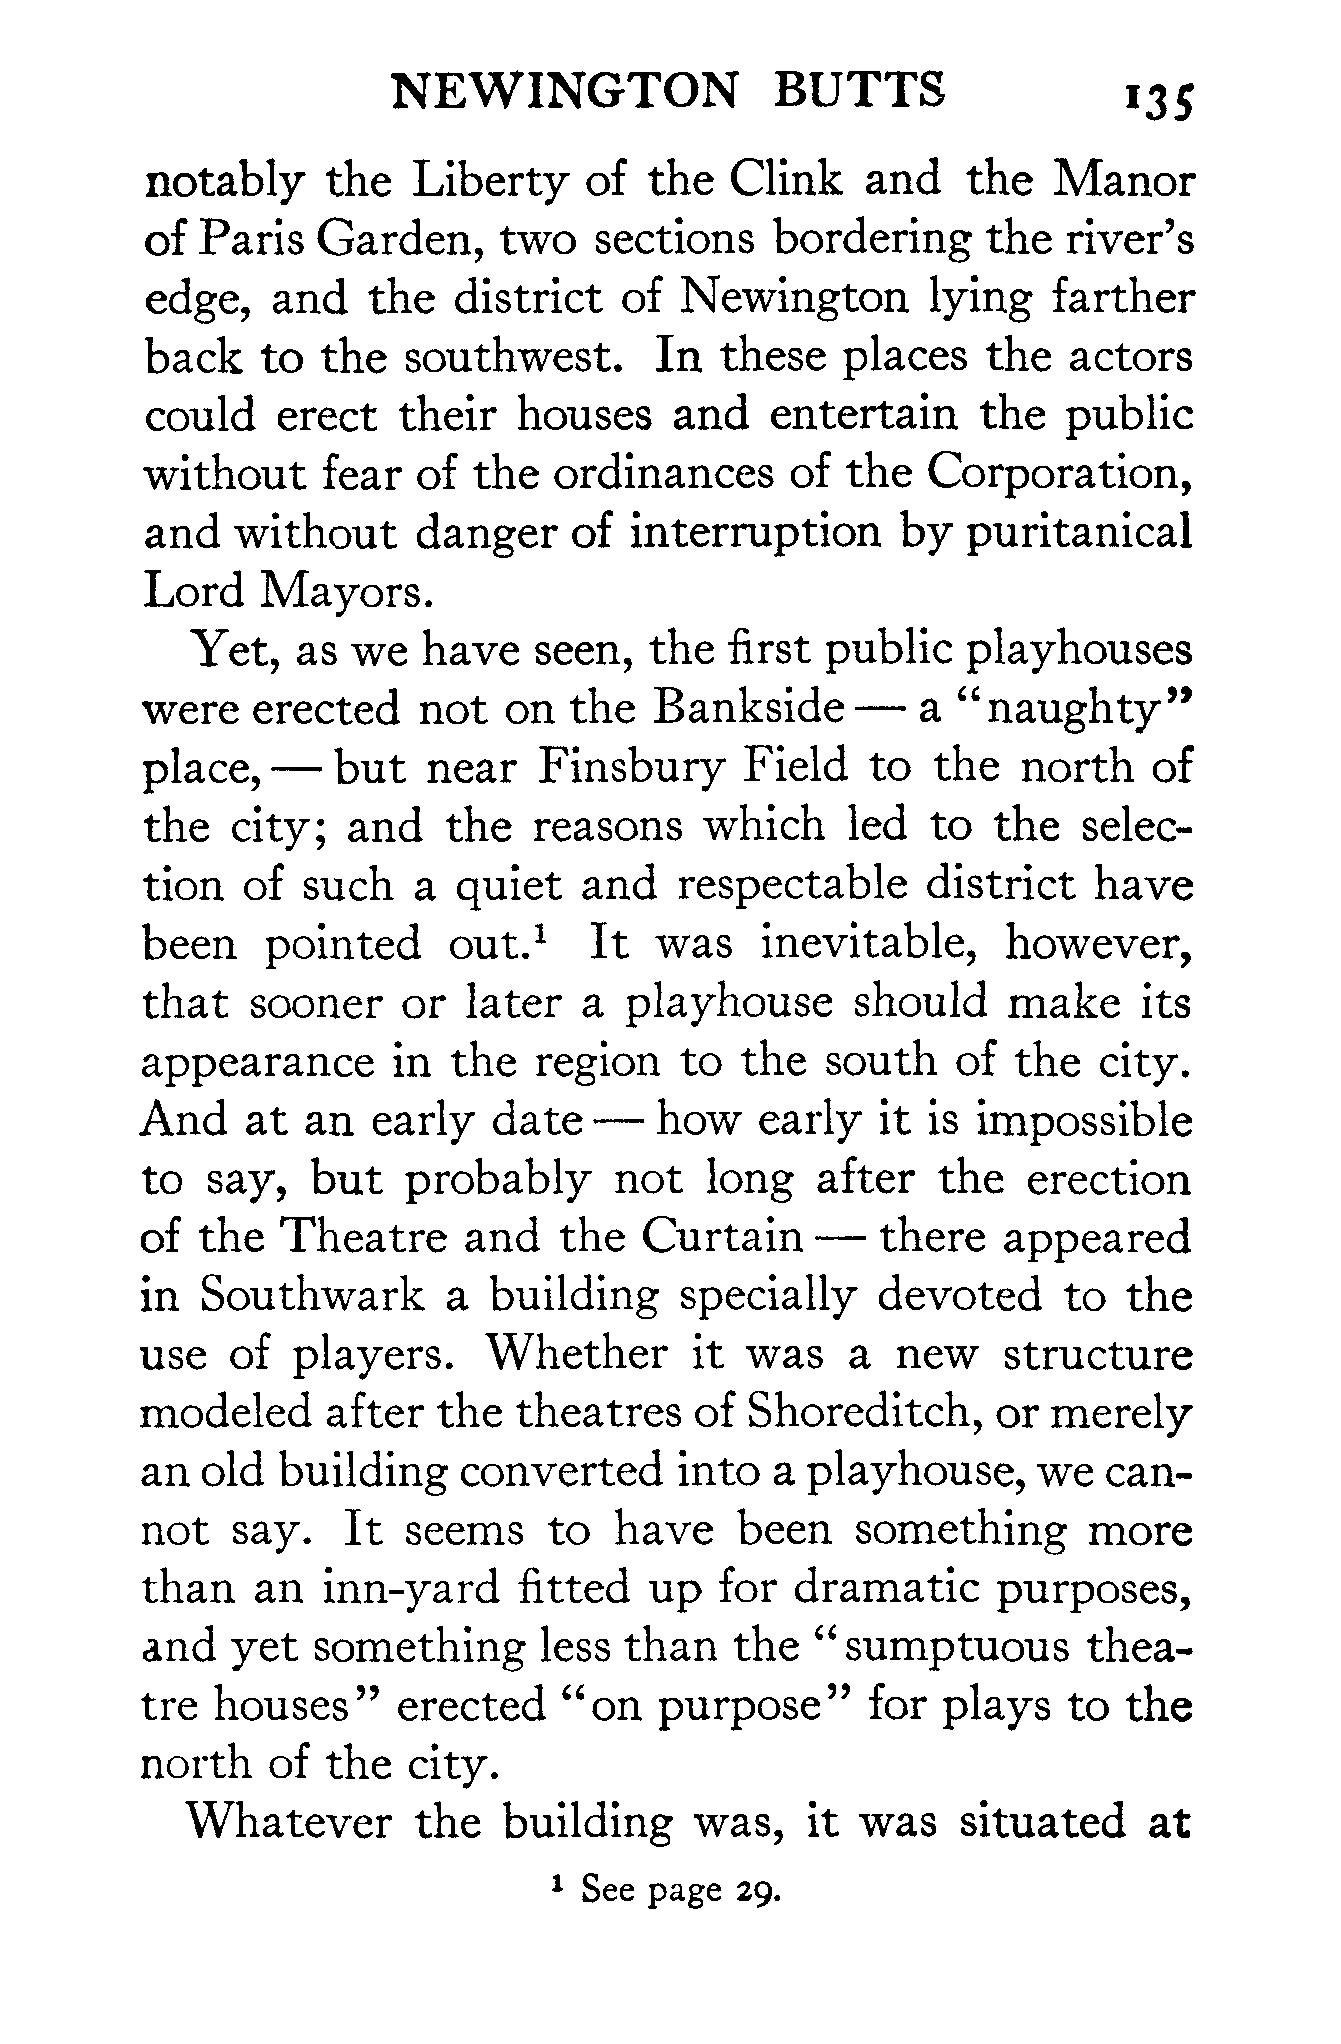 NEWINGTON BUTTS 135
notably the Liberty of the Clink and the Manor
of Paris Garden, two sections bordering the river's
edge, and the district of Newington lying farther
back to the southwest. In these places the actors
could erect their houses and entertain the public
without fear of the ordinances of the Corporation,
and without danger of interruption by puritanical
Lord Mayors.
Yet, as we have seen, the first public playhouses
were erected not on the Bankside — a "naughty"
place, — but near Finsbury Field to the north of
the city; and the reasons which led to the selec-
tion of such a quiet and respectable district have
been pointed out.¹ It was inevitable, however,
that sooner or later a playhouse should make its
appearance in the region to the south of the city.
And at an early date — how early it is impossible
to say, but probably not long after the erection
of the Theatre and the Curtain — there appeared
in Southwark a building specially devoted to the
use of players. Whether it was a new structure
modeled after the theatres of Shoreditch, or merely
an old building converted into a playhouse, we can-
not say. It seems to have been something more
than an inn-yard fitted up for dramatic purposes,
and yet something less than the "sumptuous thea-
tre houses" erected "on purpose" for plays to the
north of the city.
Whatever the building was, it was situated at
¹ See page 29.